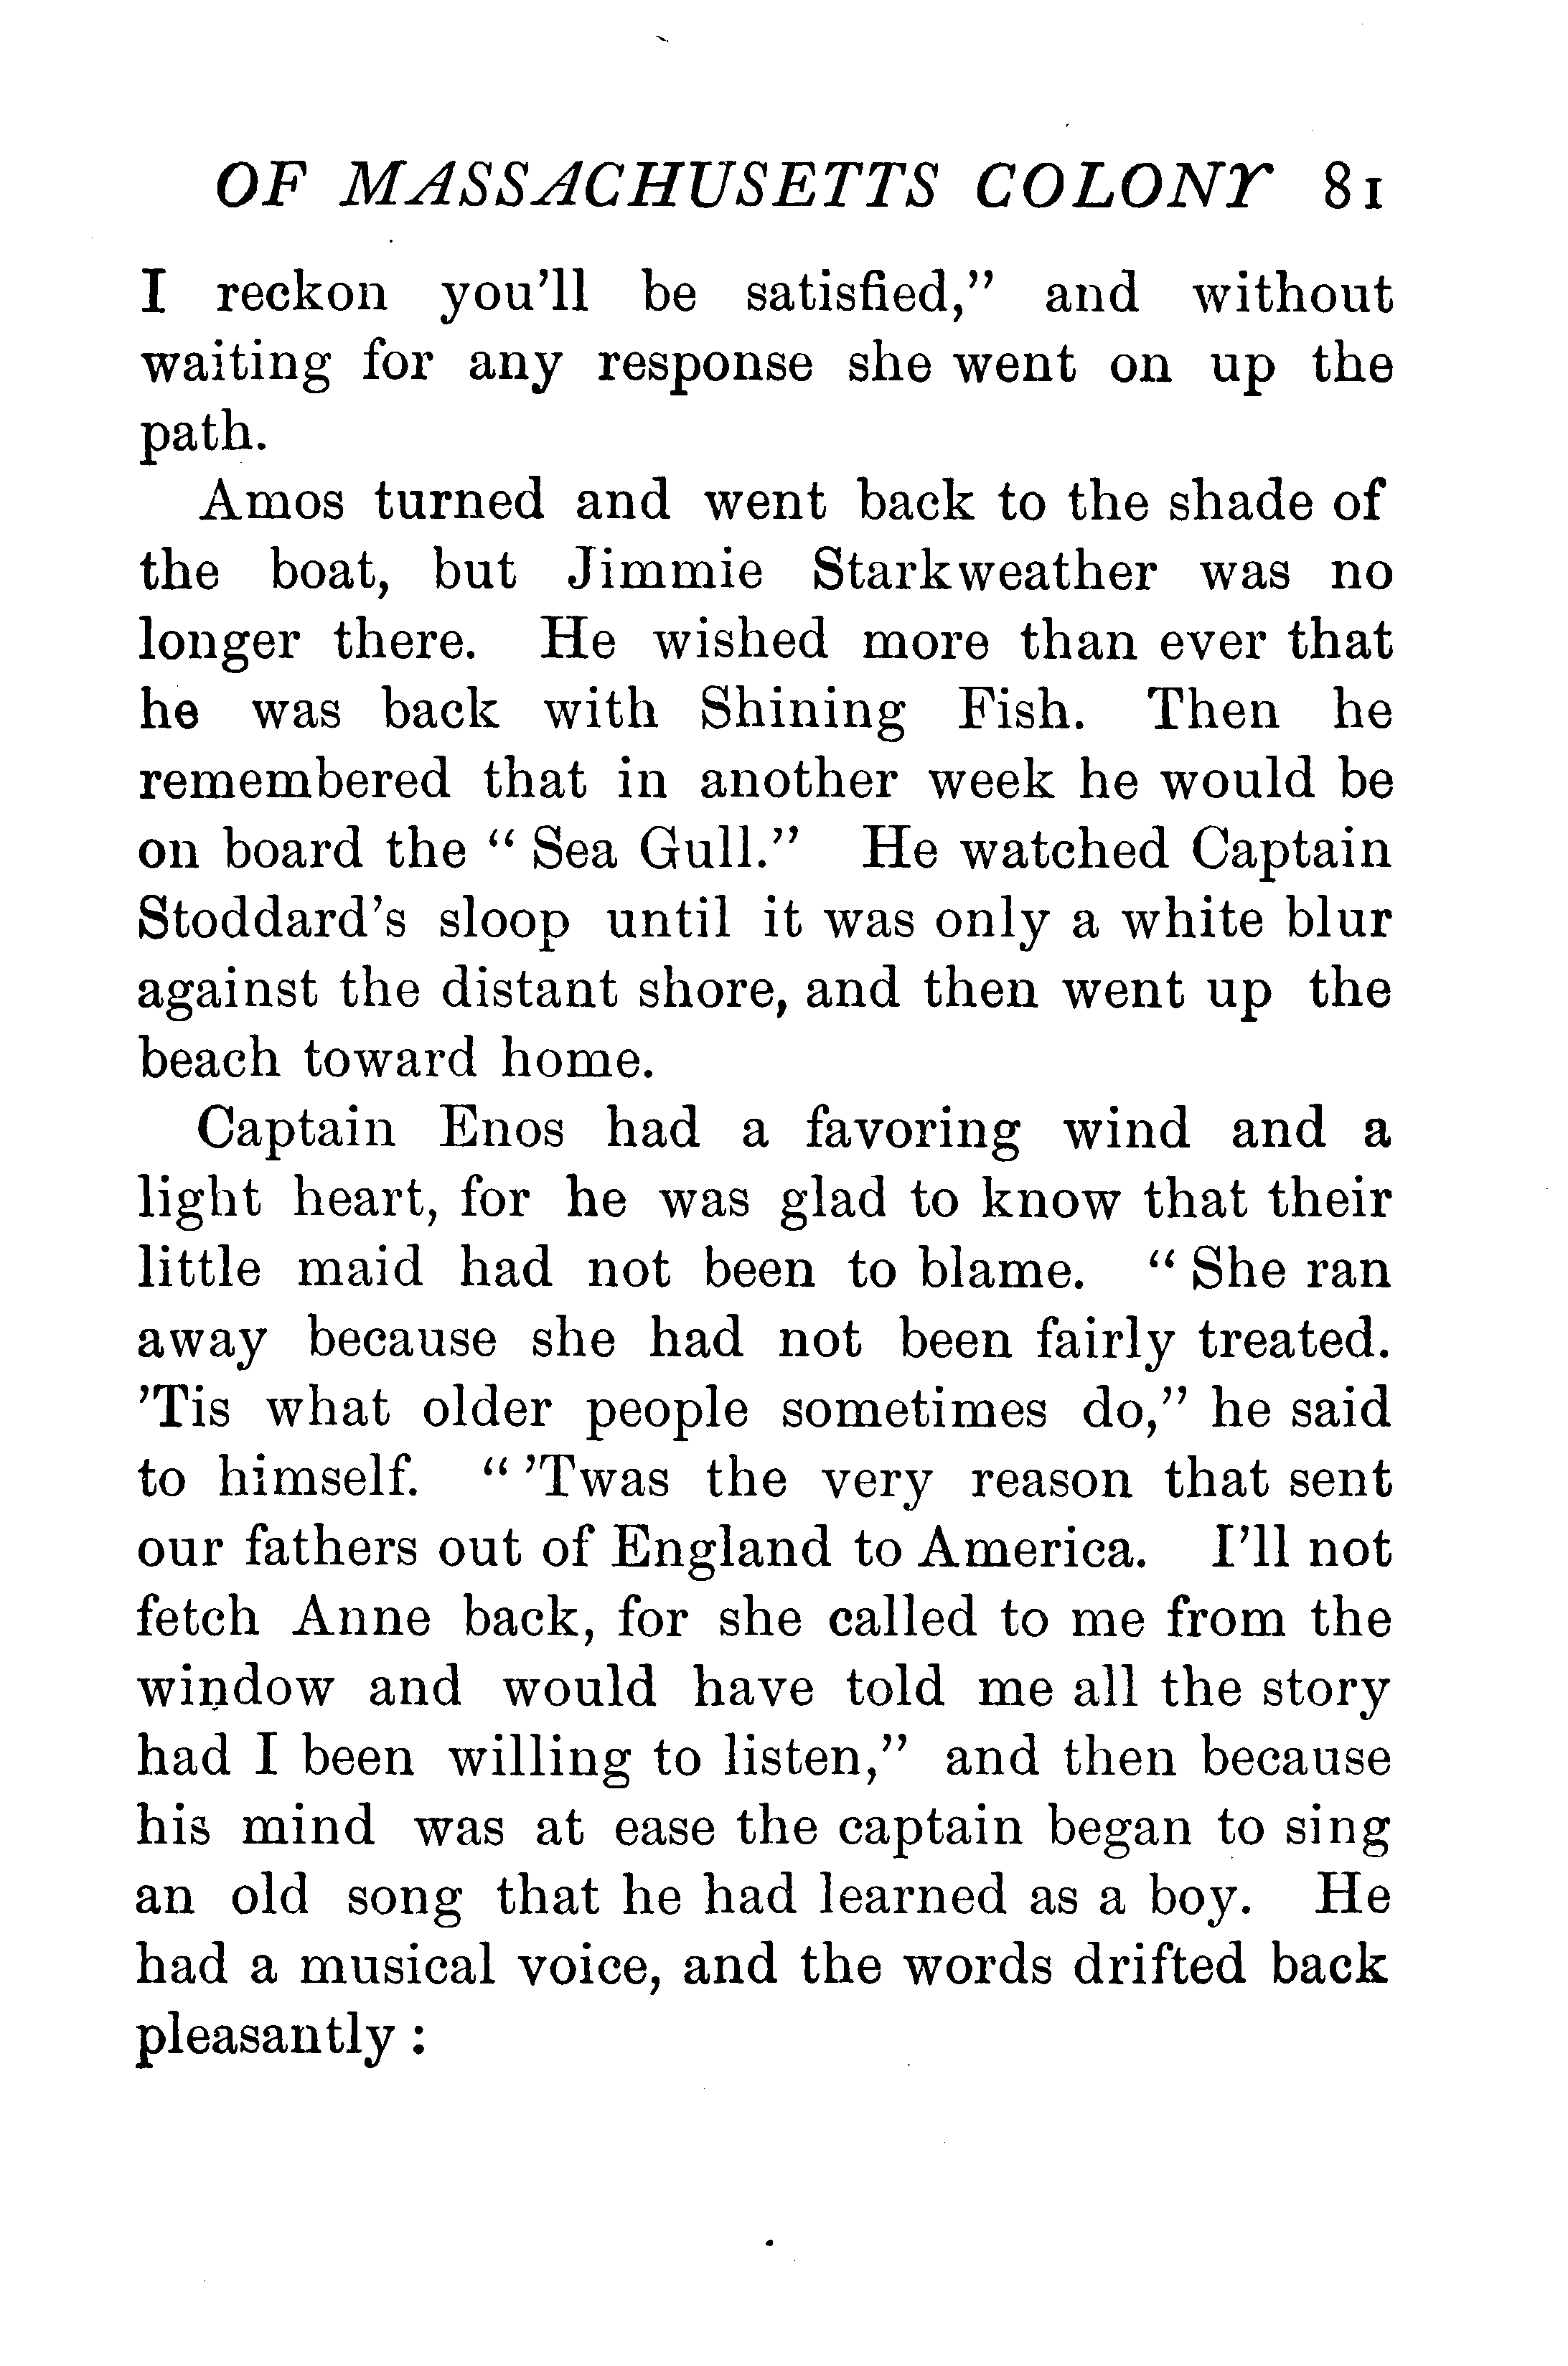 OF MASSACHUSETTS COLONY 81
I reckon you'll be satisfied,” and without
waiting for any response she went on up the
path.
Amos turned and went back to the shade of
the boat, but Jimmie Starkweather was no
longer there. He wished more than ever that
he was back with Shining Fish. Then he
remembered that in another week he would be
on board the “ Sea Gull.” He watched Captain
Stoddard's sloop until it was only a white blur
against the distant shore, and then went up the
beach toward home.
Captain Enos had a favoring wind and a
light heart, for he was glad to know that their
little maid had not been to blame. “ She ran
away because she had not been fairly treated.
’Tis what older people sometimes do,” he said
to himself. “ ’Twas the very reason that sent
our fathers out of England to America. I’ll not
fetch Anne back, for she called to me from the
window and would have told me all the story
had I been willing to listen,” and then because
his mind was at ease the captain began to sing
an old song that he had learned as a boy. He
had a musical voice, and the words drifted back
pleasantly :